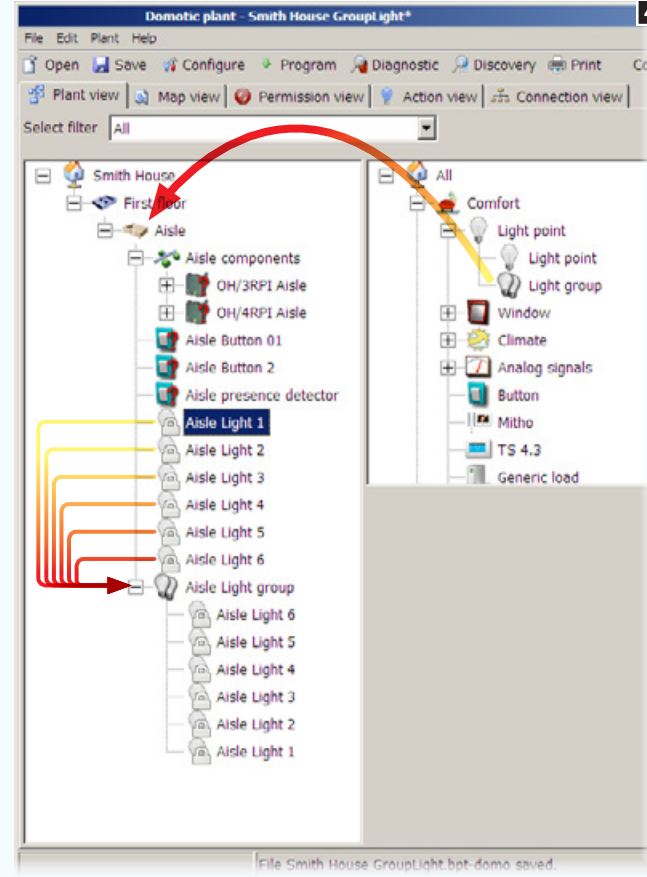 Domotic plant - Smith House GroupLight*
File Edit Plant Help
Open Save Configure Program Diagnostic Discovery Print
Plant view Map view Permission view Action view Connection view
Select filter All
Smith House
First floor
Aisle
Aisle components
OH/3RPI Aisle
OH/4RPI Aisle
Aisle Button 01
Aisle Button 2
Aisle presence detector
Aisle Light 1
Aisle Light 2
Aisle Light 3
Aisle Light 4
Aisle Light 5
Aisle Light 6
Aisle Light group
Aisle Light 6
Aisle Light 5
Aisle Light 4
Aisle Light 3
Aisle Light 2
Aisle Light 1
All
Comfort
Light point
Light point
Light group
Window
Climate
Analog signals
Button
Mitho
TS 4.3
Generic load
File Smith House GroupLight.bpt-domo saved.